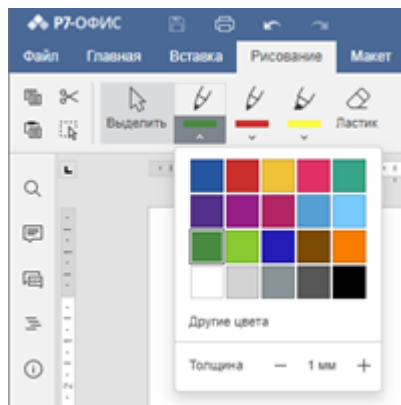 Р7-ОФИС
Файл Главная Вставка Рисование Макет
Выделить Ластик
Другие цвета
Толщина — 1 мм +